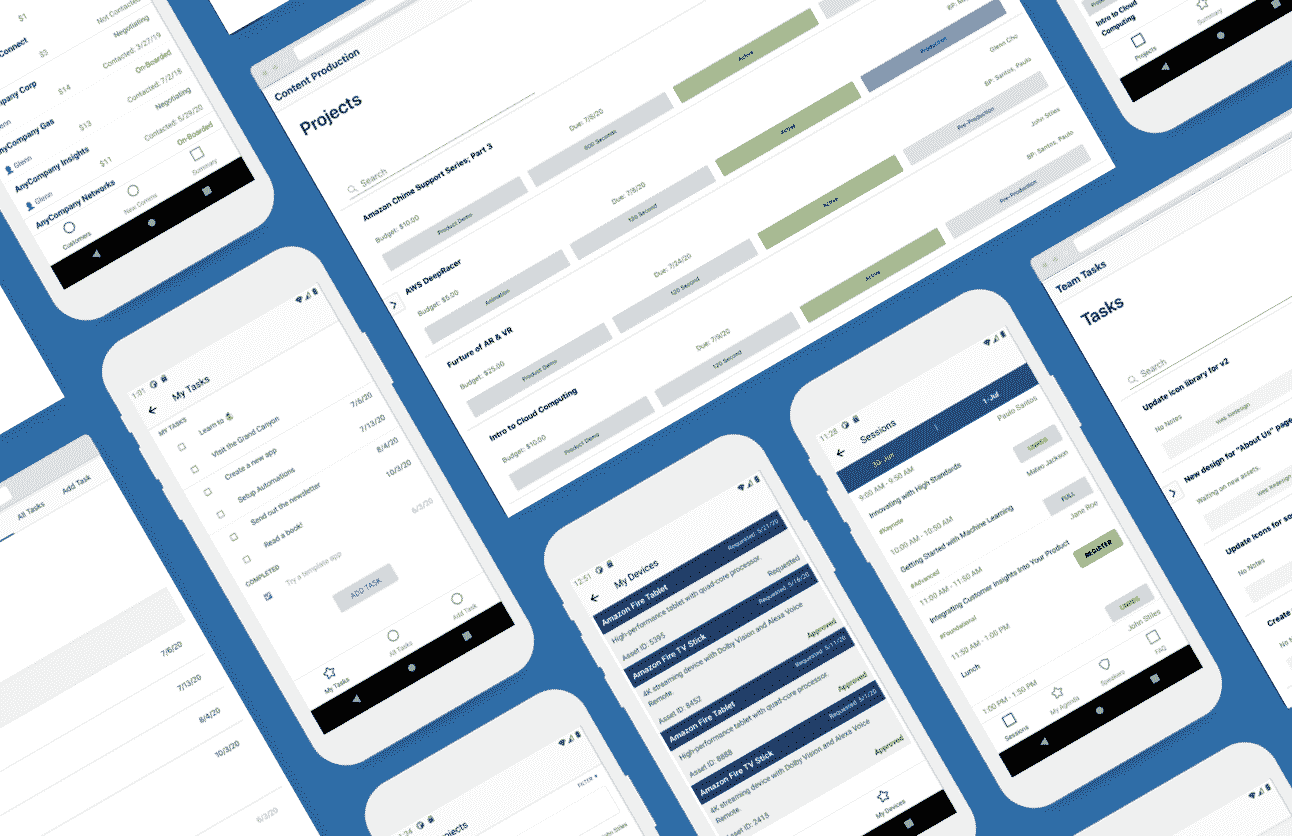 $1
Not Contacted
Connect
$3
Negotiating
Contacted: 3/27/19
Company Corp
Glenn
$14
On-Boarded
Contacted: 7/2/18
AnyCompany Gas
Glenn
$13
Negotiating
Contacted: 5/29/20
AnyCompany Insights
Glenn
$11
On-Boarded
AnyCompany Networks
Customers
New Comms
Summary
Content Production
Projects
Search
Amazon Chime Support Series; Part 3
Budget: $10.00
Due: 7/8/20
Product Demo
600 Seconds
Active
AWS DeepRacer
Budget: $5.00
Due: 7/8/20
Glenn Cho
Animation
150 Second
Active
Production
Furture of AR & VR
Budget: $25.00
Due: 7/24/20
BP: Santos, Paulo
Product Demo
120 Second
Active
Pre-Production
John Stiles
Intro to Cloud Computing
Budget: $10.00
Due: 7/9/20
BP: Santos, Paulo
Product Demo
120 Second
Active
Pre-Production
Intro to Cloud
Computing
Projects
Summary
1:01
My Tasks
MY TASKS
Learn to
7/6/20
Visit the Grand Canyon
7/13/20
Create a new app
8/4/20
Setup Automations
10/3/20
Send out the newsletter
Read a book!
COMPLETED
Try a template app
6/3/20
ADD TASK
My Tasks
All Tasks
Add Task
All Tasks
Add Task
7/6/20
7/13/20
8/4/20
10/3/20
6/3/20
FILTER
12:51
My Devices
Amazon Fire Tablet
Requested: 5/21/20
High-performance tablet with quad-core processor.
Asset ID: 5395
Requested
Amazon Fire TV Stick
Requested: 5/18/20
4K streaming device with Dolby Vision and Alexa Voice
Remote.
Asset ID: 8452
Approved
Amazon Fire Tablet
Requested: 5/11/20
High-performance tablet with quad-core processor.
Asset ID: 8888
Approved
Amazon Fire TV Stick
Requested: 5/1/20
4K streaming device with Dolby Vision and Alexa Voice
Remote.
Asset ID: 2415
Approved
My Devices
11:28
Sessions
30 Jun
1 Jul
9:00 AM - 9:50 AM
Paulo Santos
Innovating with High Standards
#Keynote
10:00 AM - 10:50 AM
Mateo Jackson
Getting Started with Machine Learning
FULL
#Advanced
11:00 AM - 11:50 AM
Jane Roe
Integrating Customer Insights Into Your Product
REGISTER
#Foundational
11:50 AM - 1:00 PM
Lunch
1:00 PM - 1:50 PM
John Stiles
Sessions
My Agenda
Speakers
FAQ
Team Tasks
Tasks
Search
Update icon library for v2
No Notes
Web Redesign
New design for "About Us" page
Waiting on new assets.
Web Redesign
Update icons for
No Notes
Create